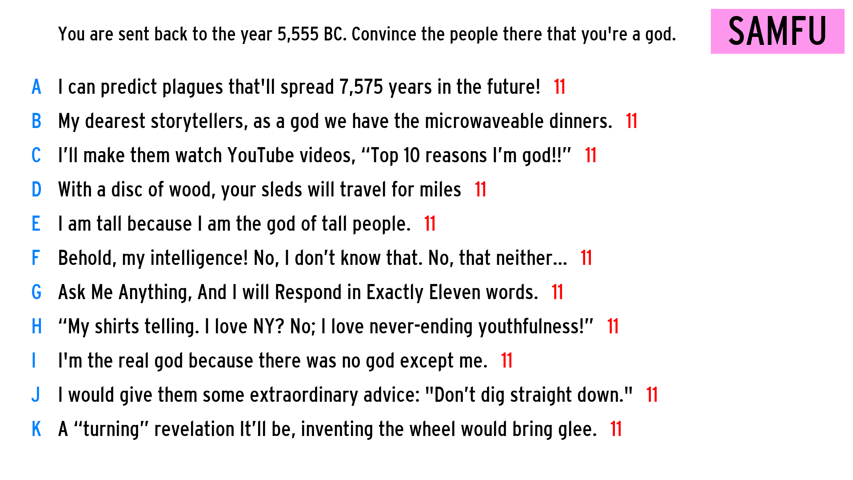 You are sent back to the year 5,555 BC. Convince the people there that you're a god.
SAMFU
A I can predict plagues that'll spread 7,575 years in the future! 11
B My dearest storytellers, as a god we have the microwaveable dinners. 11
C I’ll make them watch YouTube videos, “Top 10 reasons I’m god!!” 11
D With a disc of wood, your sleds will travel for miles 11
E I am tall because I am the god of tall people. 11
F Behold, my intelligence! No, I don’t know that. No, that neither... 11
G Ask Me Anything, And I will Respond in Exactly Eleven words. 11
H “My shirts telling. I love NY? No; I love never-ending youthfulness!” 11
I I'm the real god because there was no god except me. 11
J I would give them some extraordinary advice: "Don’t dig straight down." 11
K A “turning” revelation It’ll be, inventing the wheel would bring glee. 11